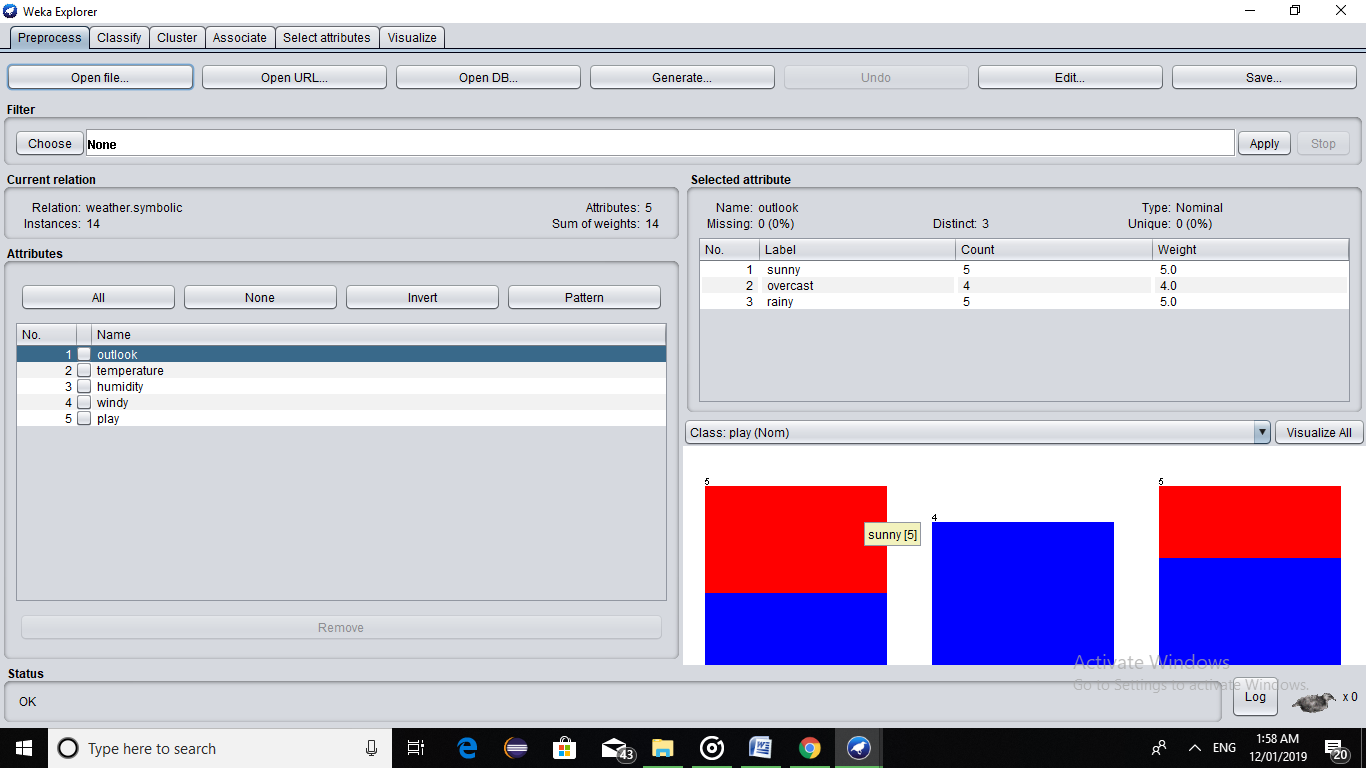 Weka Explorer
Preprocess Classify Cluster Associate Select attributes Visualize
Open file... Open URL... Open DB... Generate... Undo Edit... Save...
Filter
Choose None Apply Stop
Current relation
Relation: weather.symbolic Attributes: 5
Instances: 14 Sum of weights: 14
Attributes
All None Invert Pattern
No. Name
1 outlook
2 temperature
3 humidity
4 windy
5 play
Remove
Selected attribute
Name: outlook Type: Nominal
Missing: 0 (0%) Distinct: 3 Unique: 0 (0%)
No. Label Count Weight
1 sunny 5 5.0
2 overcast 4 4.0
3 rainy 5 5.0
Class: play (Nom) Visualize All
5 5
4
sunny [5]
Activate Windows
Go to Settings to activate Windows.
Status
OK
Log x 0
Type here to search
43
ENG
1:58 AM
12/01/2019
20